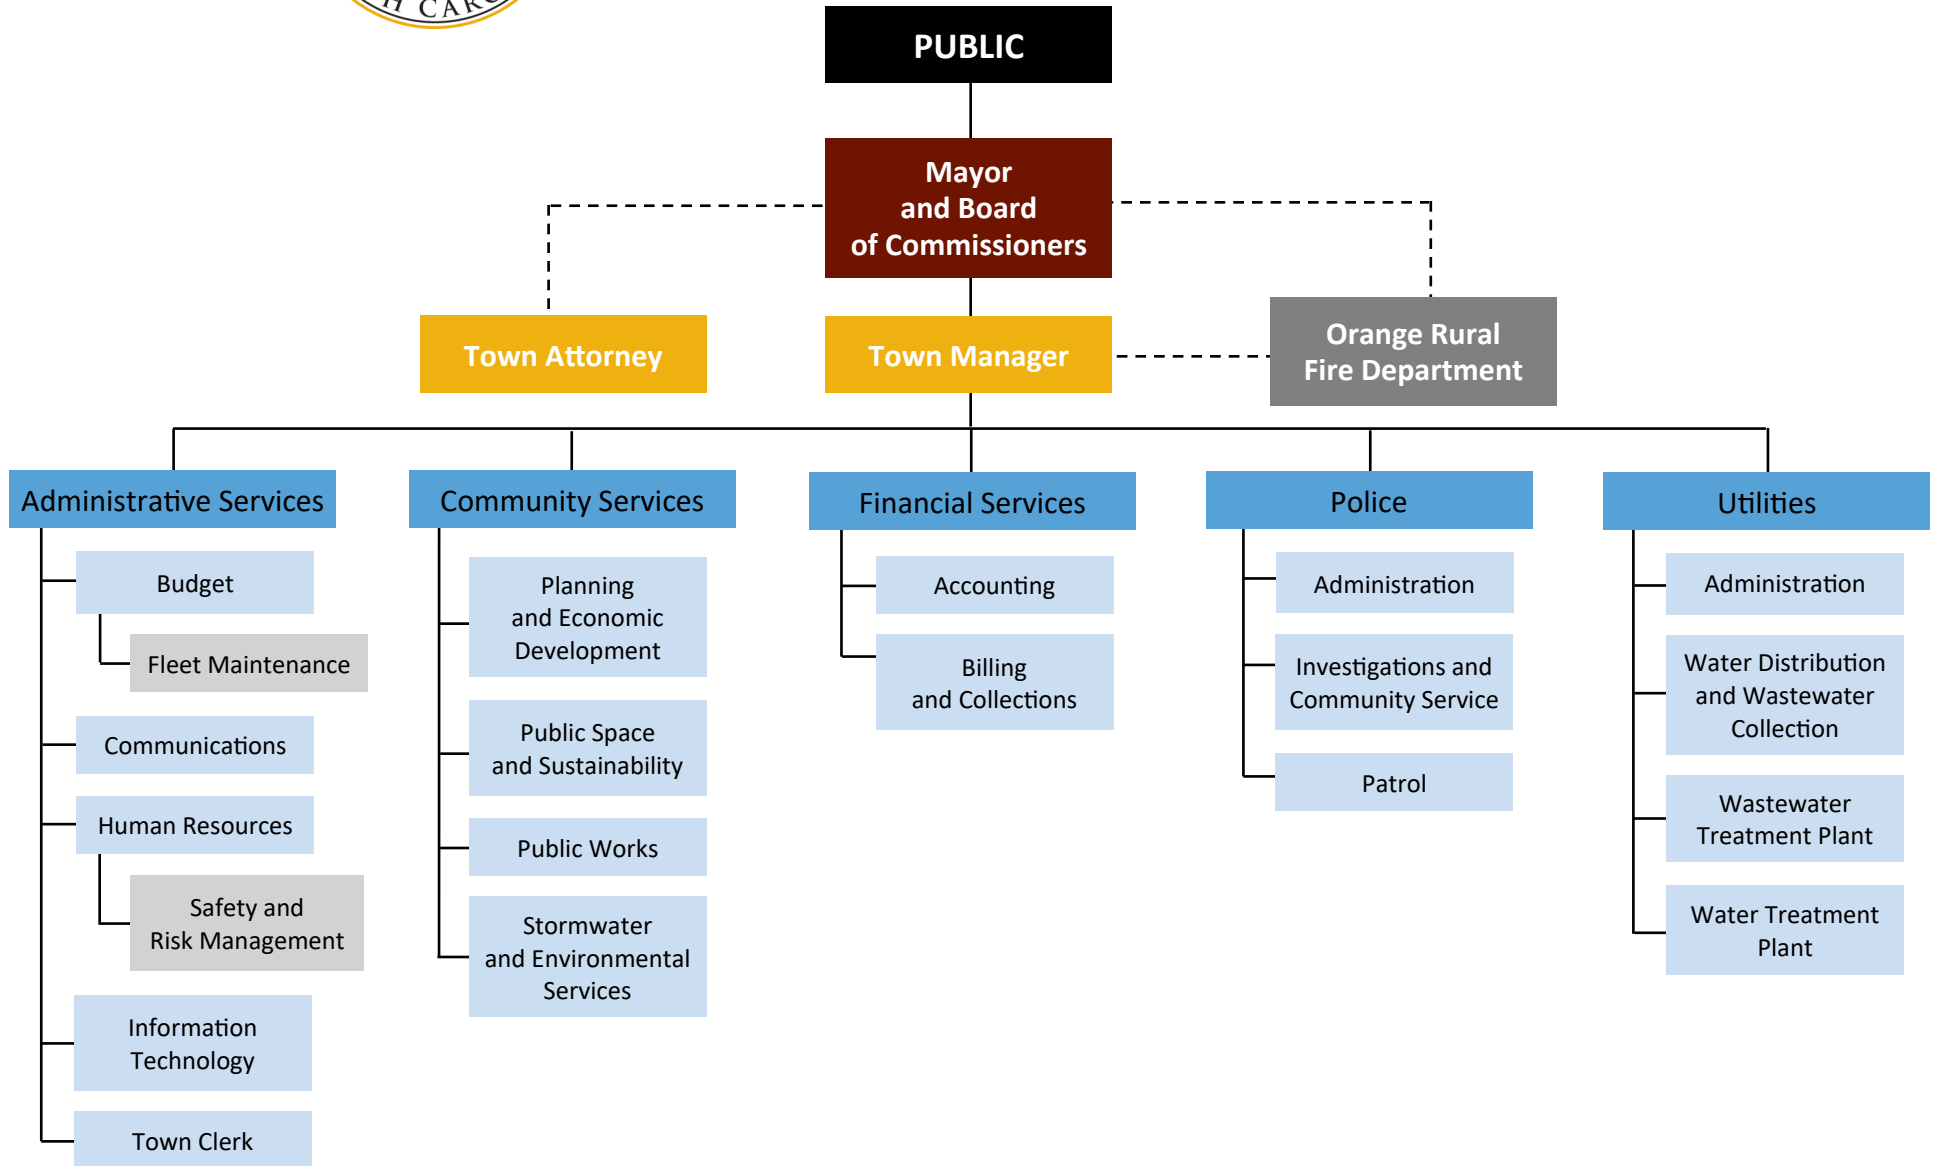 H CARO
PUBLIC
Mayor
and Board
of Commissioners
Town Attorney
Town Manager
Orange Rural
Fire Department
Administrative Services
Budget
Fleet Maintenance
Communications
Human Resources
Safety and
Risk Management
Information
Technology
Town Clerk
Community Services
Planning
and Economic
Development
Public Space
and Sustainability
Public Works
Stormwater
and Environmental
Services
Financial Services
Accounting
Billing
and Collections
Police
Administration
Investigations and
Community Service
Patrol
Utilities
Administration
Water Distribution
and Wastewater
Collection
Wastewater
Treatment Plant
Water Treatment
Plant